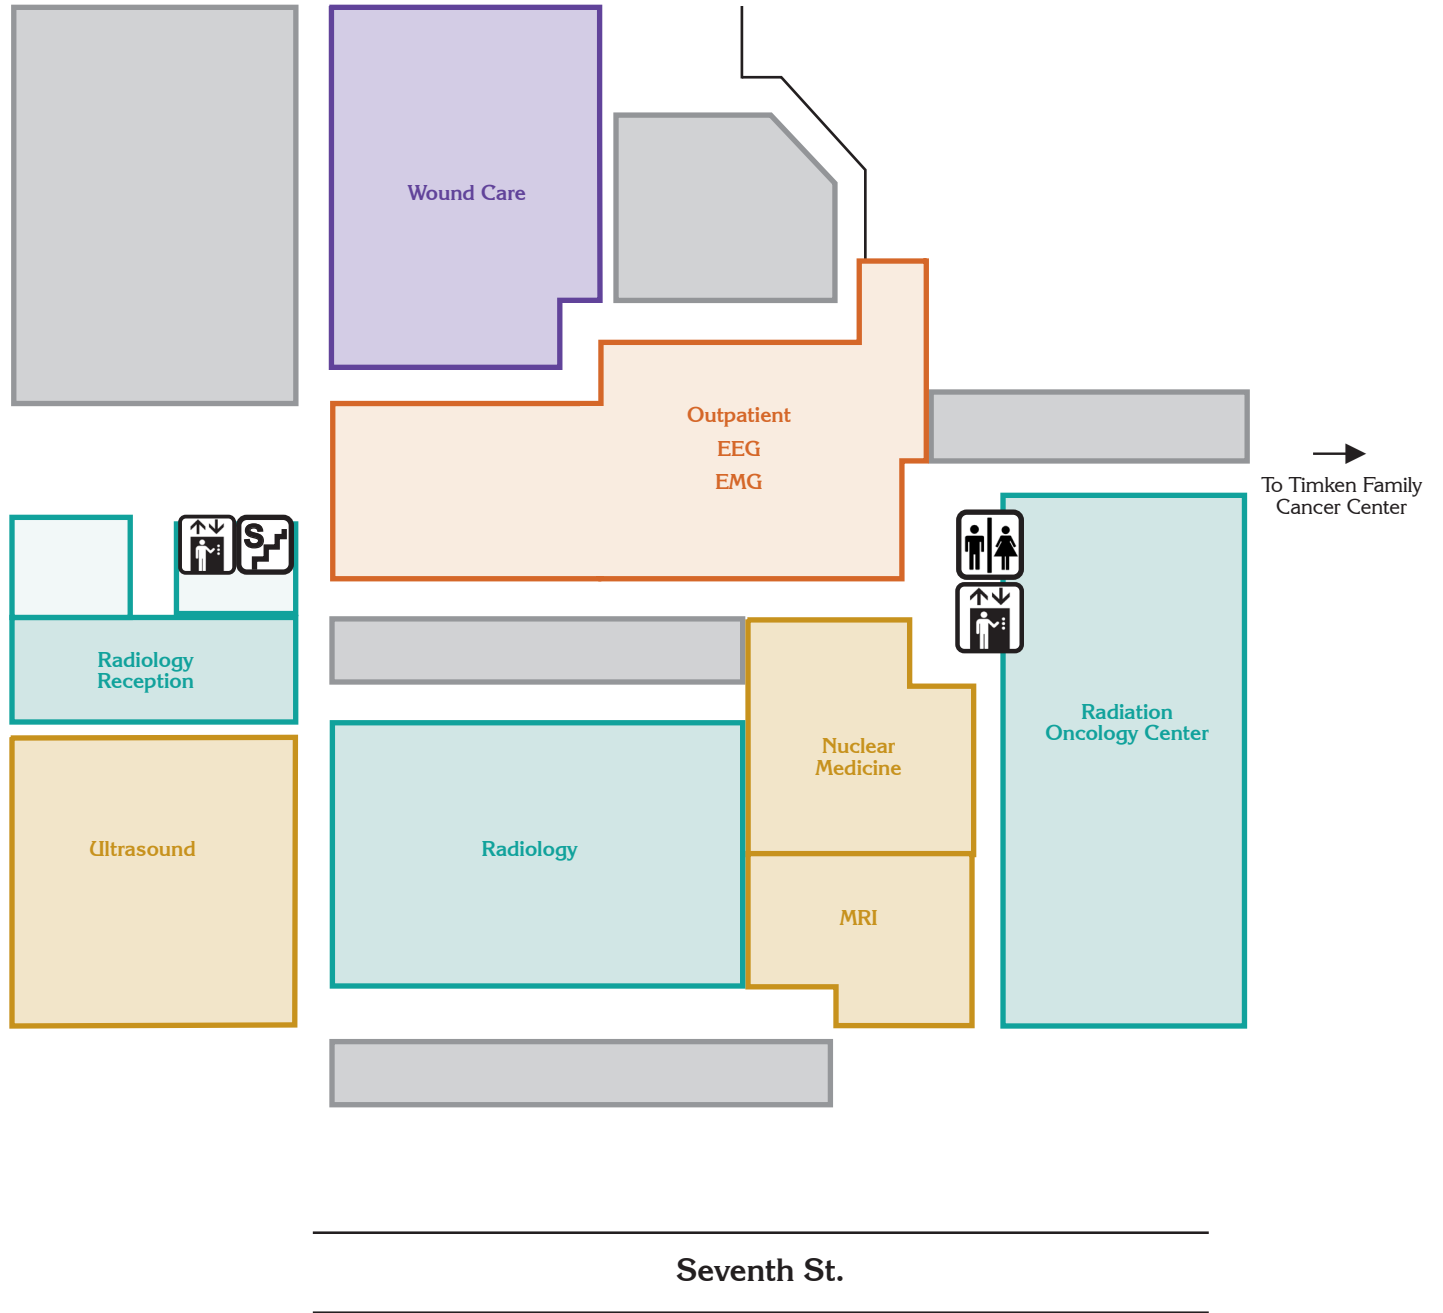 Wound Care
Outpatient
EEG
EMG
To Timken Family
Cancer Center
S
Radiology
Reception
Radiation
Oncology Center
Nuclear
Medicine
Ultrasound
Radiology
MRI
Seventh St.